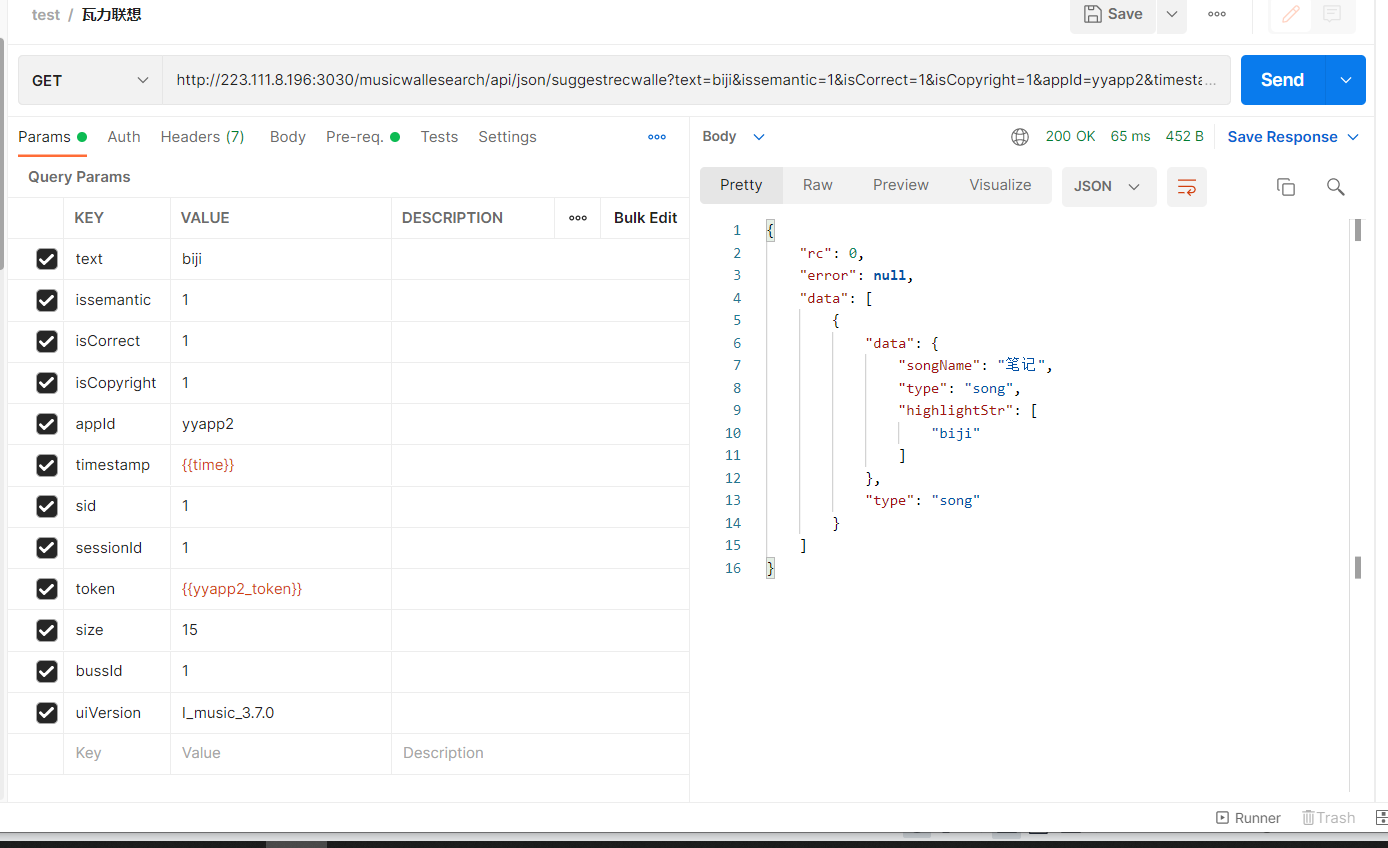 test / 瓦力联想
Save
GET
http://223.111.8.196:3030/musicwallesearch/api/json/suggestrecwalle?text=biji&issemantic=1&isCorrect=1&isCopyright=1&appId=yyapp2&timesta...
Send
Params Auth Headers (7) Body Pre-req. Tests Settings
Body
200 OK 65 ms 452 B
Save Response
Query Params
Pretty Raw Preview Visualize
JSON
KEY VALUE DESCRIPTION Bulk Edit
text biji
issemantic 1
isCorrect 1
isCopyright 1
appId yyapp2
timestamp {{time}}
sid 1
sessionId 1
token {{yyapp2_token}}
size 15
bussId 1
uiVersion I_music_3.7.0
Key Value Description
1 {
2 "rc": 0,
3 "error": null,
4 "data": [
5 {
6 "data": {
7 "songName": "笔记",
8 "type": "song",
9 "highlightStr": [
10 "biji"
11 ]
12 },
13 "type": "song"
14 }
15 ]
16 }
Runner Trash